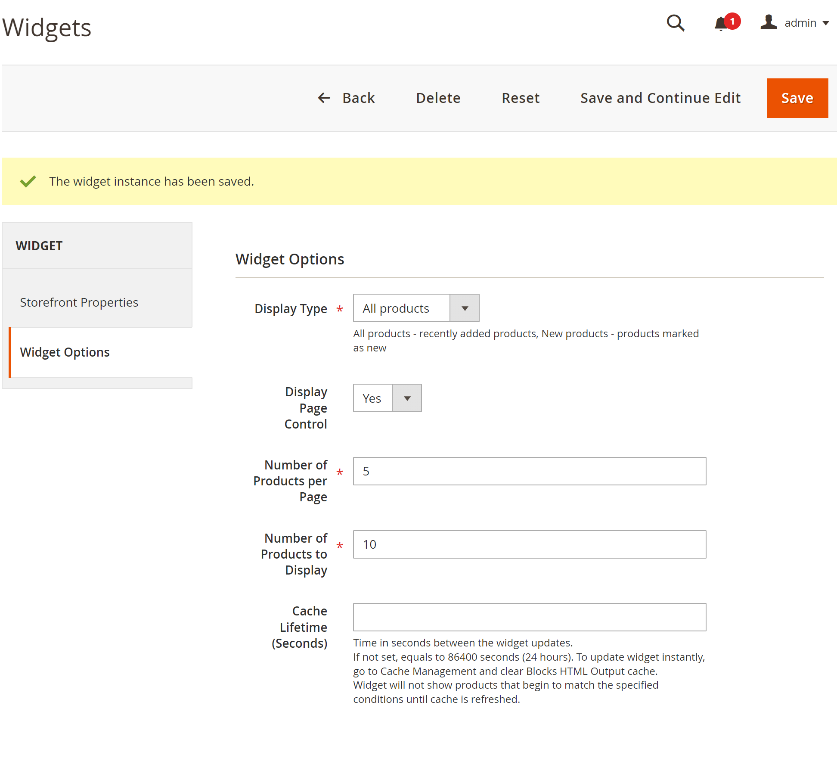 Widgets
1
admin
Back
Delete
Reset
Save and Continue Edit
Save
The widget instance has been saved.
WIDGET
Storefront Properties
Widget Options
Widget Options
Display Type *
All products
All products - recently added products, New products - products marked
as new
Display
Page
Control
Yes
Number of
Products per
Page
*
5
Number of
Products to
Display
*
10
Cache
Lifetime
(Seconds)
Time in seconds between the widget updates.
If not set, equals to 86400 seconds (24 hours). To update widget instantly,
go to Cache Management and clear Blocks HTML Output cache.
Widget will not show products that begin to match the specified
conditions until cache is refreshed.